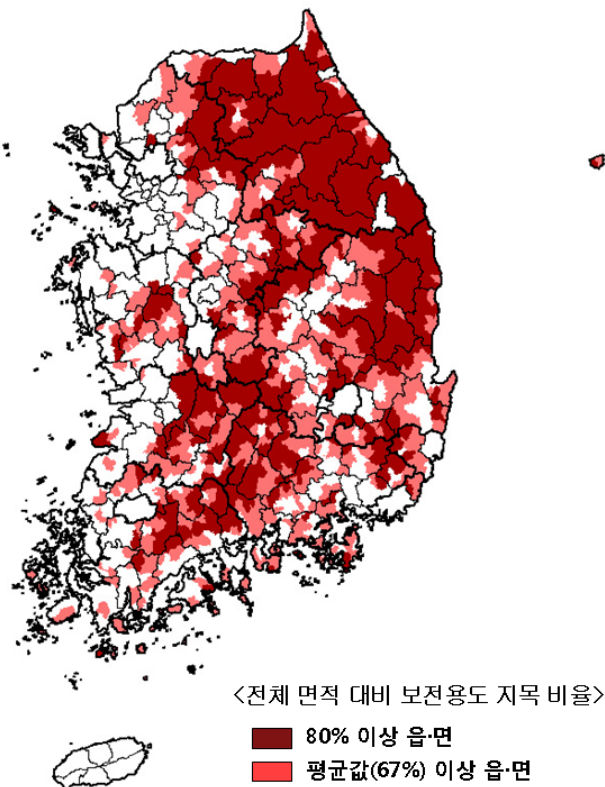 <전체 면적 대비 보전용도 지목 비율>
80% 이상 읍·면
평균값(67%) 이상 읍·면